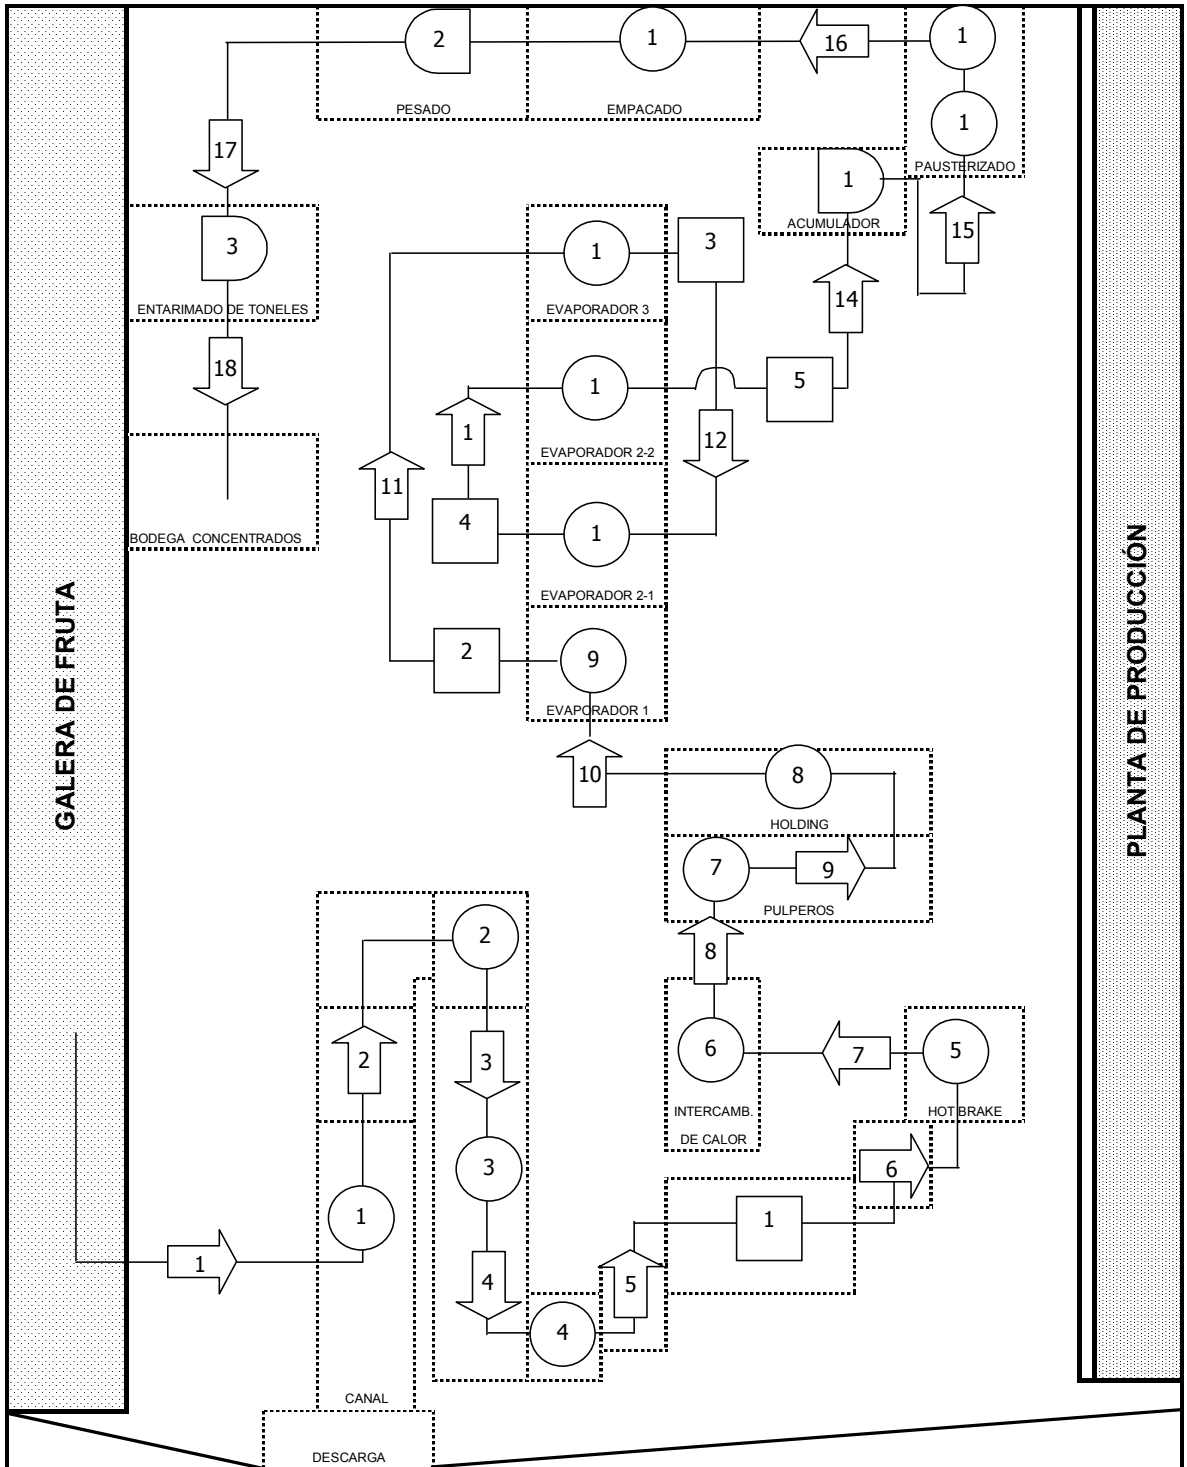 2
1
16
1
PESADO
EMPACADO
1
17
PAUSTERIZADO
1
ACUMULADOR
15
3
1
3
ENTARIMADO DE TONELES
EVAPORADOR 3
14
18
1
5
1
12
EVAPORADOR 2-2
11
4
1
BODEGA CONCENTRADOS
EVAPORADOR 2-1
GALERA DE FRUTA
PLANTA DE PRODUCCIÓN
2
9
EVAPORADOR 1
10
8
HOLDING
7
9
PULPEROS
2
8
2
3
6
7
5
INTERCAMB.
DE CALOR
HOT BRAKE
3
6
1
1
1
4
5
4
CANAL
DESCARGA